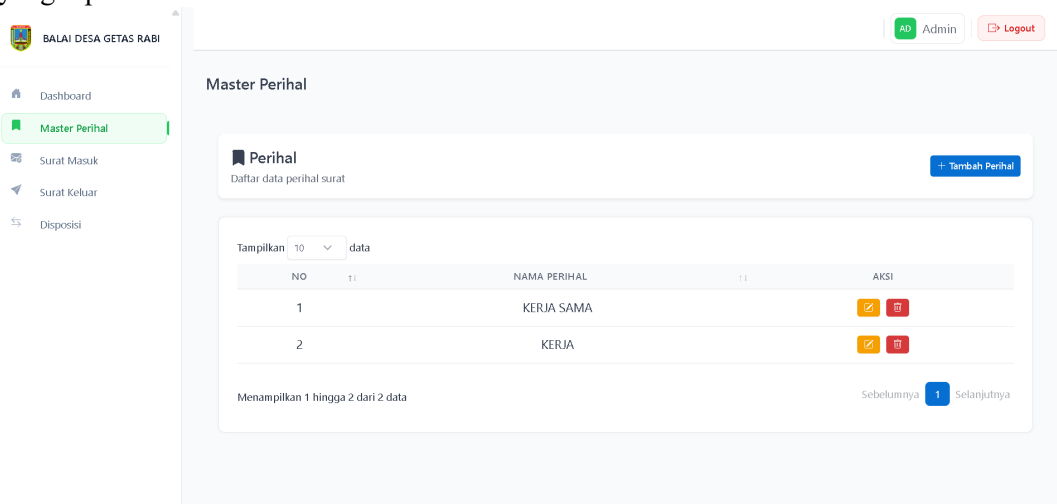 BALAI DESA GETAS RABI
AD Admin
Logout
Dashboard
Master Perihal
Surat Masuk
Surat Keluar
Disposisi
Master Perihal
Perihal
Daftar data perihal surat
+ Tambah Perihal
Tampilkan 10 data
NO NAMA PERIHAL AKSI
1 KERJA SAMA
2 KERJA
Menampilkan 1 hingga 2 dari 2 data
Sebelumnya 1 Selanjutnya